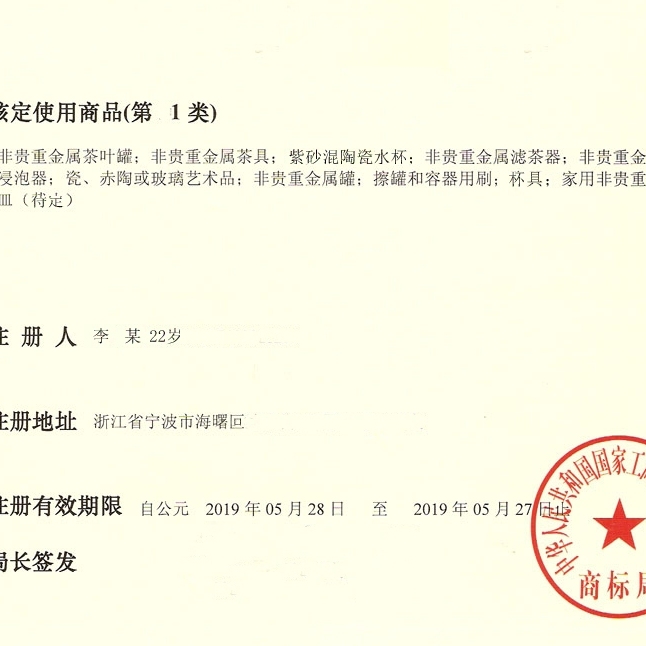 核定使用商品(第 1 类)
非贵重金属茶叶罐；非贵重金属茶具；紫砂混陶瓷水杯；非贵重金属滤茶器；非贵重金
浸泡器；瓷、赤陶或玻璃艺术品；非贵重金属罐；擦罐和容器用刷；杯具；家用非贵重
皿（待定）
注 册 人 李 某 22岁
注册地址 浙江省宁波市海曙叵
注册有效期限 自公元 2019 年 05 月 28 日 至 2019 年 05 月 27 日止
局长签发
中华人民共和国国家工
商标局